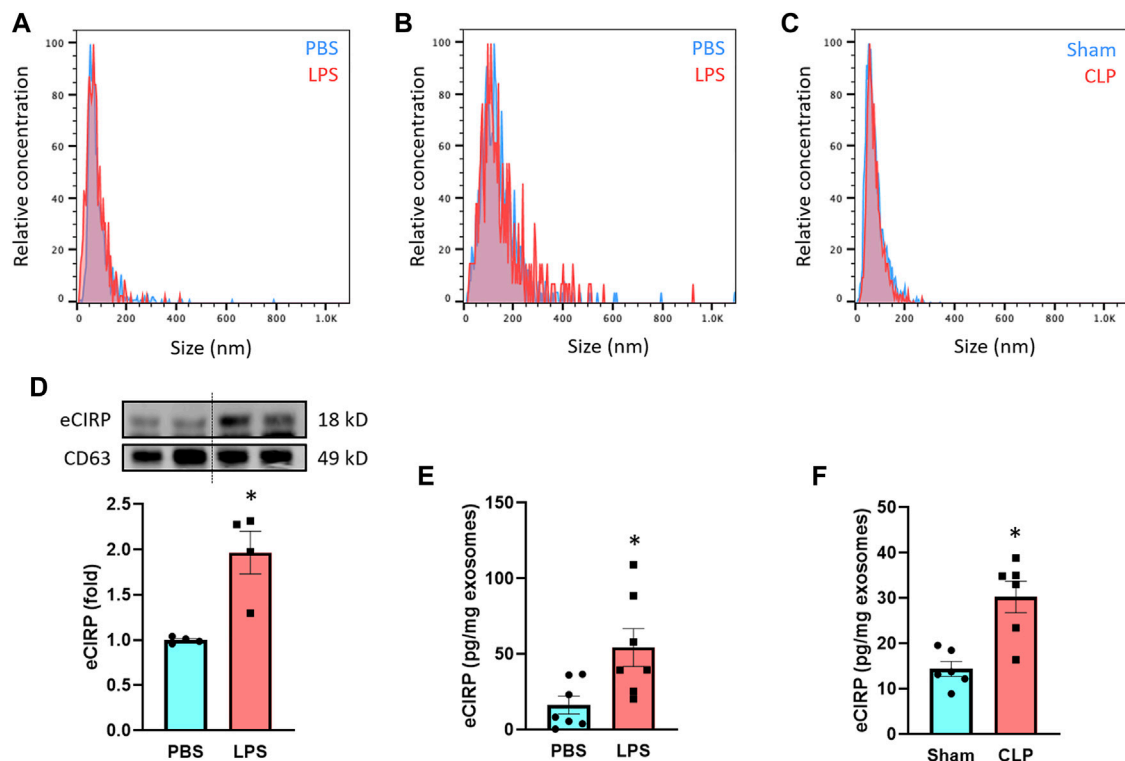 A
PBS
LPS
Relative concentration
100
80
60
40
20
0
0
200
400
600
800
1.0K
Size (nm)
B
PBS
LPS
Relative concentration
100
80
60
40
20
0
0
200
400
600
800
1.0K
Size (nm)
C
Sham
CLP
Relative concentration
100
80
60
40
20
0
0
200
400
600
800
1.0K
Size (nm)
D
eCIRP
18 kD
CD63
49 kD
eCIRP (fold)
2.5
2.0
1.5
1.0
0.5
0.0
*
PBS
LPS
E
eCIRP (pg/mg exosomes)
150
100
50
0
*
PBS
LPS
F
eCIRP (pg/mg exosomes)
50
40
30
20
10
0
*
Sham
CLP